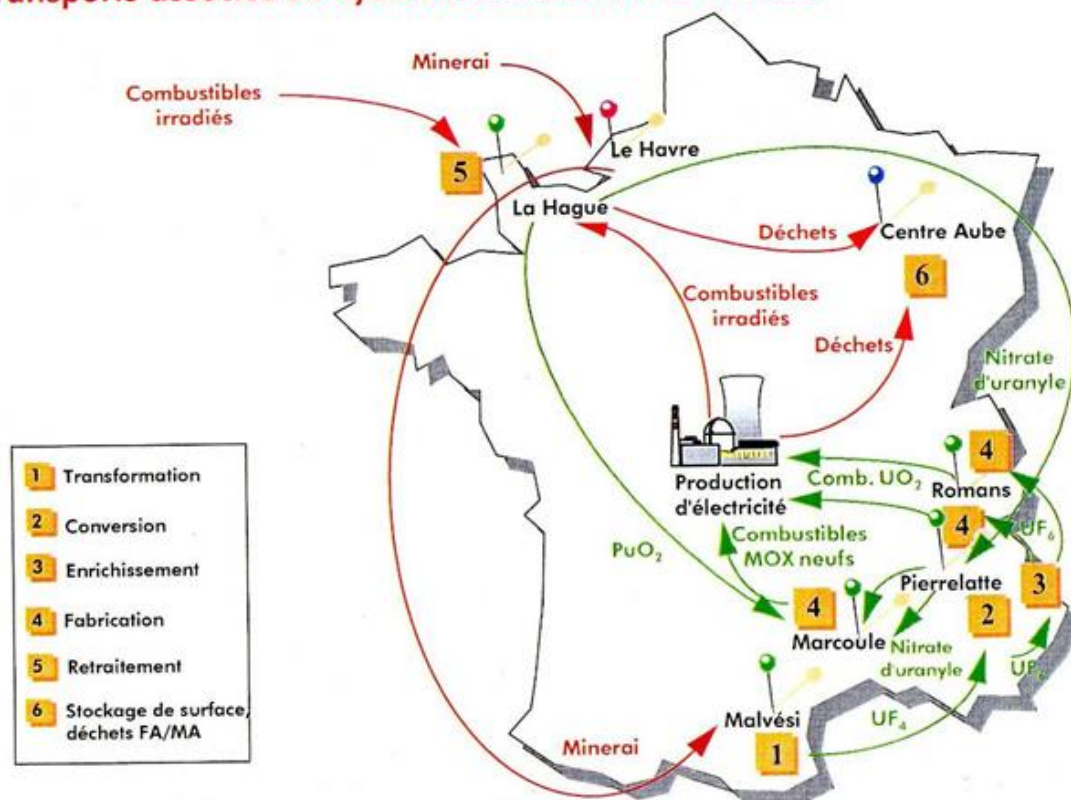 Minerai
Combustibles
irradiés
Le Havre
5
La Hague
Déchets
Centre Aube
6
Combustibles
irradiés
Déchets
Nitrate
d'uranyle
4
Comb. UO2
Romans
Production
d'électricité
4
UF6
Combustibles
MOX neufs
PuO2
Pierrelatte
3
4
2
Marcoule
Nitrate
d'uranyle
Malvési
UF4
Minerai
1
1 Transformation
2 Conversion
3 Enrichissement
4 Fabrication
5 Retraitement
6 Stockage de surface,
déchets FA/MA